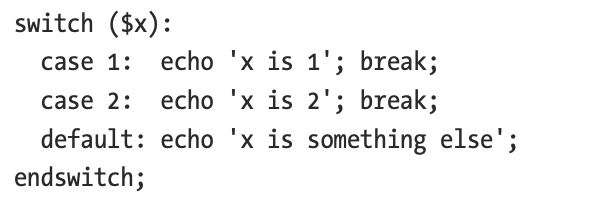 switch ($x):
  case 1:  echo 'x is 1'; break;
  case 2:  echo 'x is 2'; break;
  default: echo 'x is something else';
endswitch;